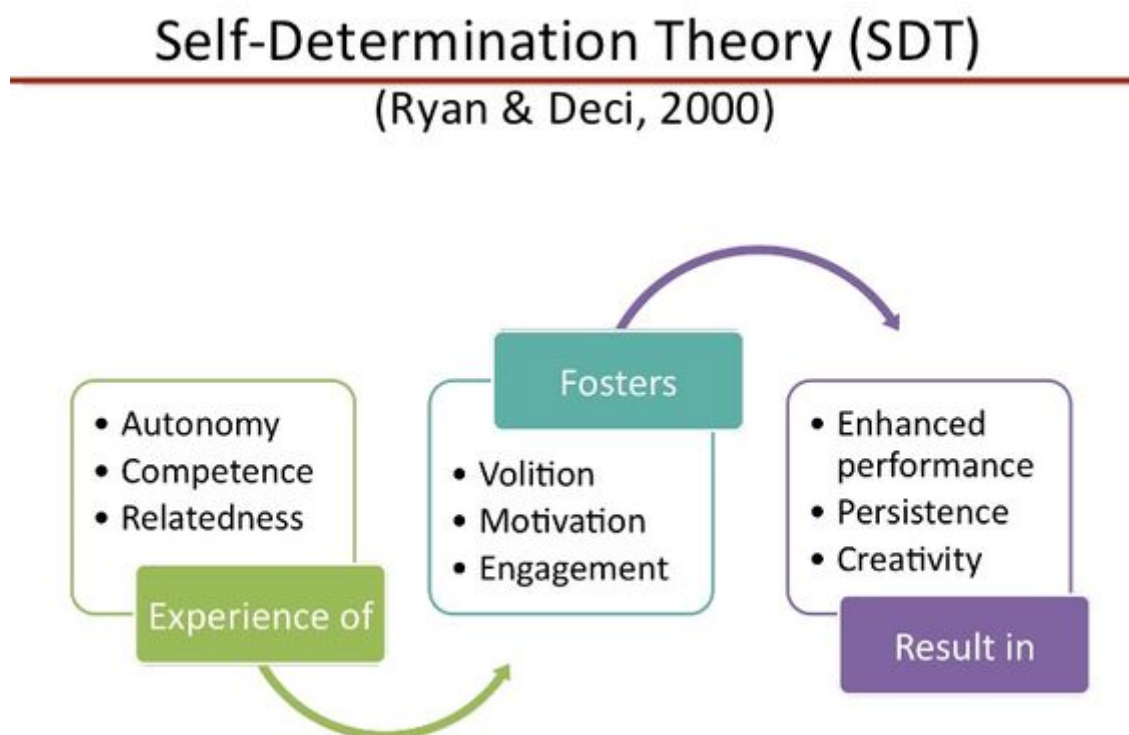 Self-Determination Theory (SDT)
(Ryan & Deci, 2000)
• Autonomy
• Competence
• Relatedness
Experience of
Fosters
• Volition
• Motivation
• Engagement
• Enhanced
performance
• Persistence
• Creativity
Result in